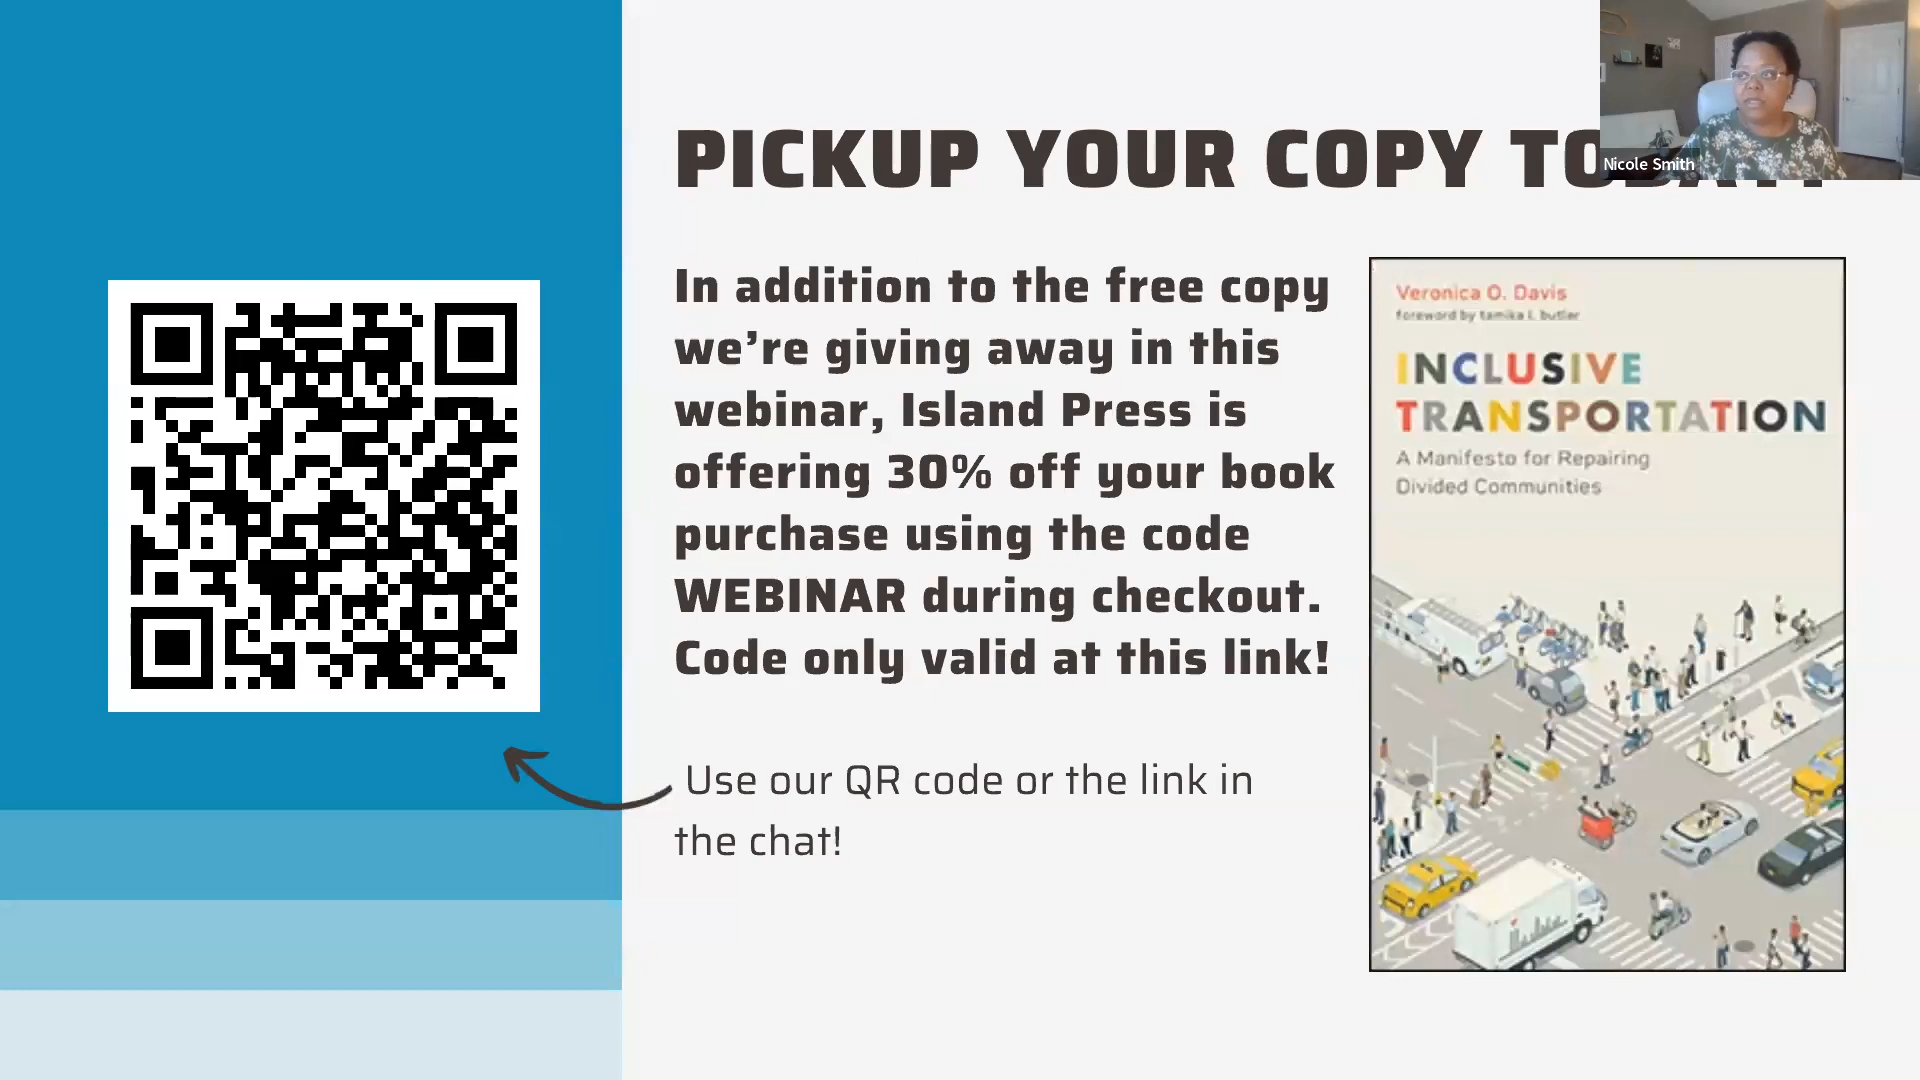 PICKUP YOUR COPY TODAY!
Nicole Smith
In addition to the free copy
we’re giving away in this
webinar, Island Press is
offering 30% off your book
purchase using the code
WEBINAR during checkout.
Code only valid at this link!
Use our QR code or the link in
the chat!
Veronica O. Davis
foreword by tamika l. butler
INCLUSIVE
TRANSPORTATION
A Manifesto for Repairing
Divided Communities